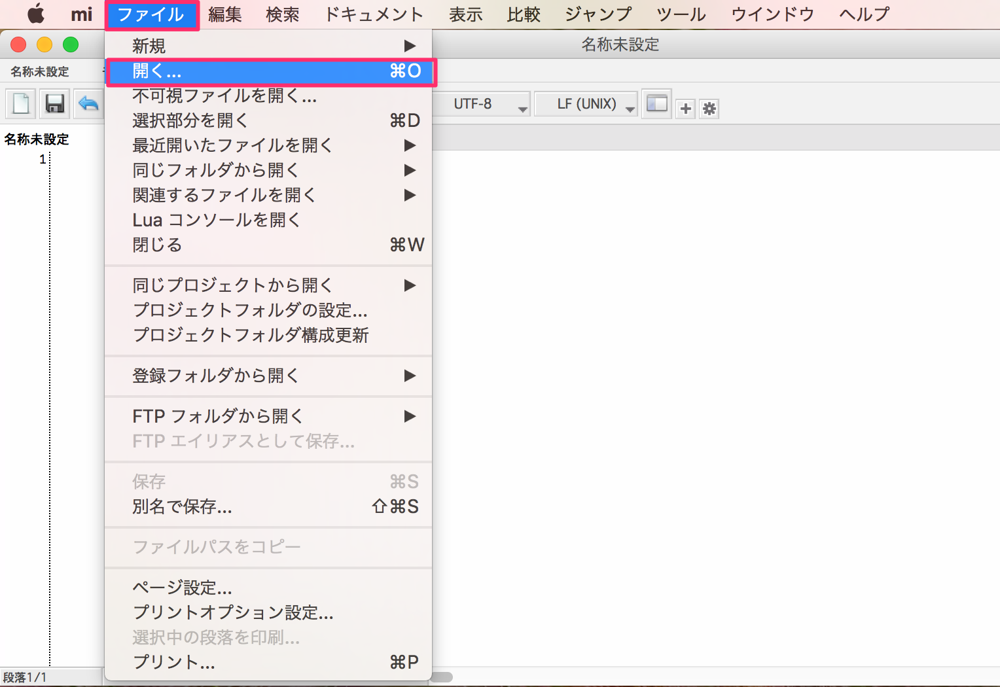 mi ファイル 編集 検索 ドキュメント 表示 比較 ジャンプ ツール ウインドウ ヘルプ
名称未設定
名称未設定
UTF-8 LF (UNIX)
名称未設定
1
新規
開く... ⌘O
不可視ファイルを開く...
選択部分を開く ⌘D
最近開いたファイルを開く
同じフォルダから開く
関連するファイルを開く
Lua コンソールを開く
閉じる ⌘W
同じプロジェクトから開く
プロジェクトフォルダの設定...
プロジェクトフォルダ構成更新
登録フォルダから開く
FTP フォルダから開く
FTP エイリアスとして保存...
保存 ⌘S
別名で保存... ⇧⌘S
ファイルパスをコピー
ページ設定...
プリントオプション設定...
選択中の段落を印刷...
プリント... ⌘P
段落1/1